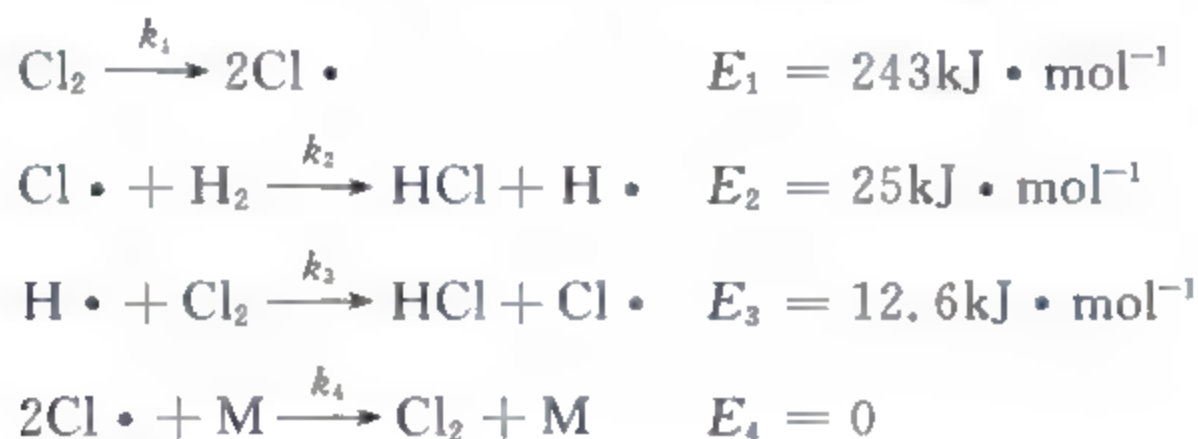 Cl₂ —k₁→ 2Cl • E₁ = 243kJ • mol⁻¹
Cl • + H₂ —k₂→ HCl + H • E₂ = 25kJ • mol⁻¹
H • + Cl₂ —k₃→ HCl + Cl • E₃ = 12.6kJ • mol⁻¹
2Cl • + M —k₄→ Cl₂ + M E₄ = 0